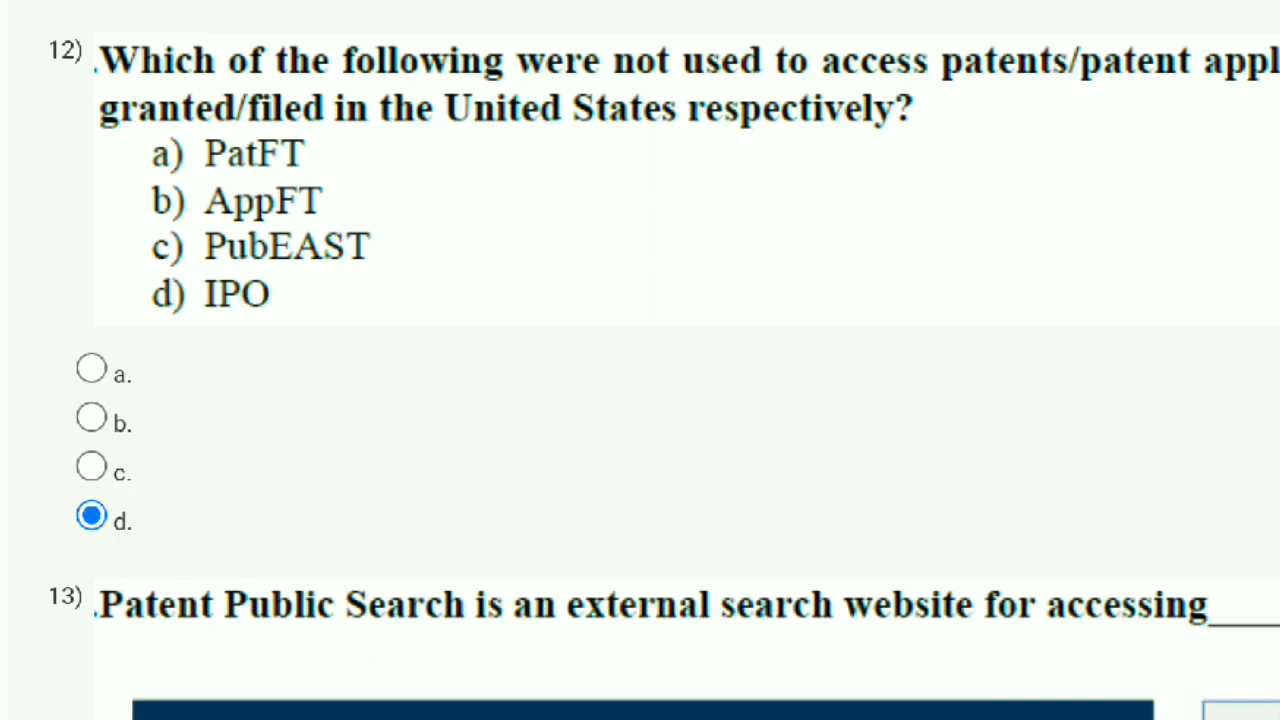 12) .Which of the following were not used to access patents/patent appl
granted/filed in the United States respectively?
a) PatFT
b) AppFT
c) PubEAST
d) IPO
a.
b.
c.
d.
13) .Patent Public Search is an external search website for accessing____